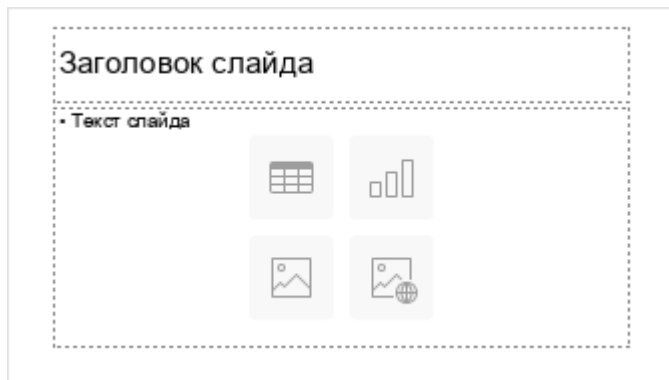 Заголовок слайда
• Текст слайда